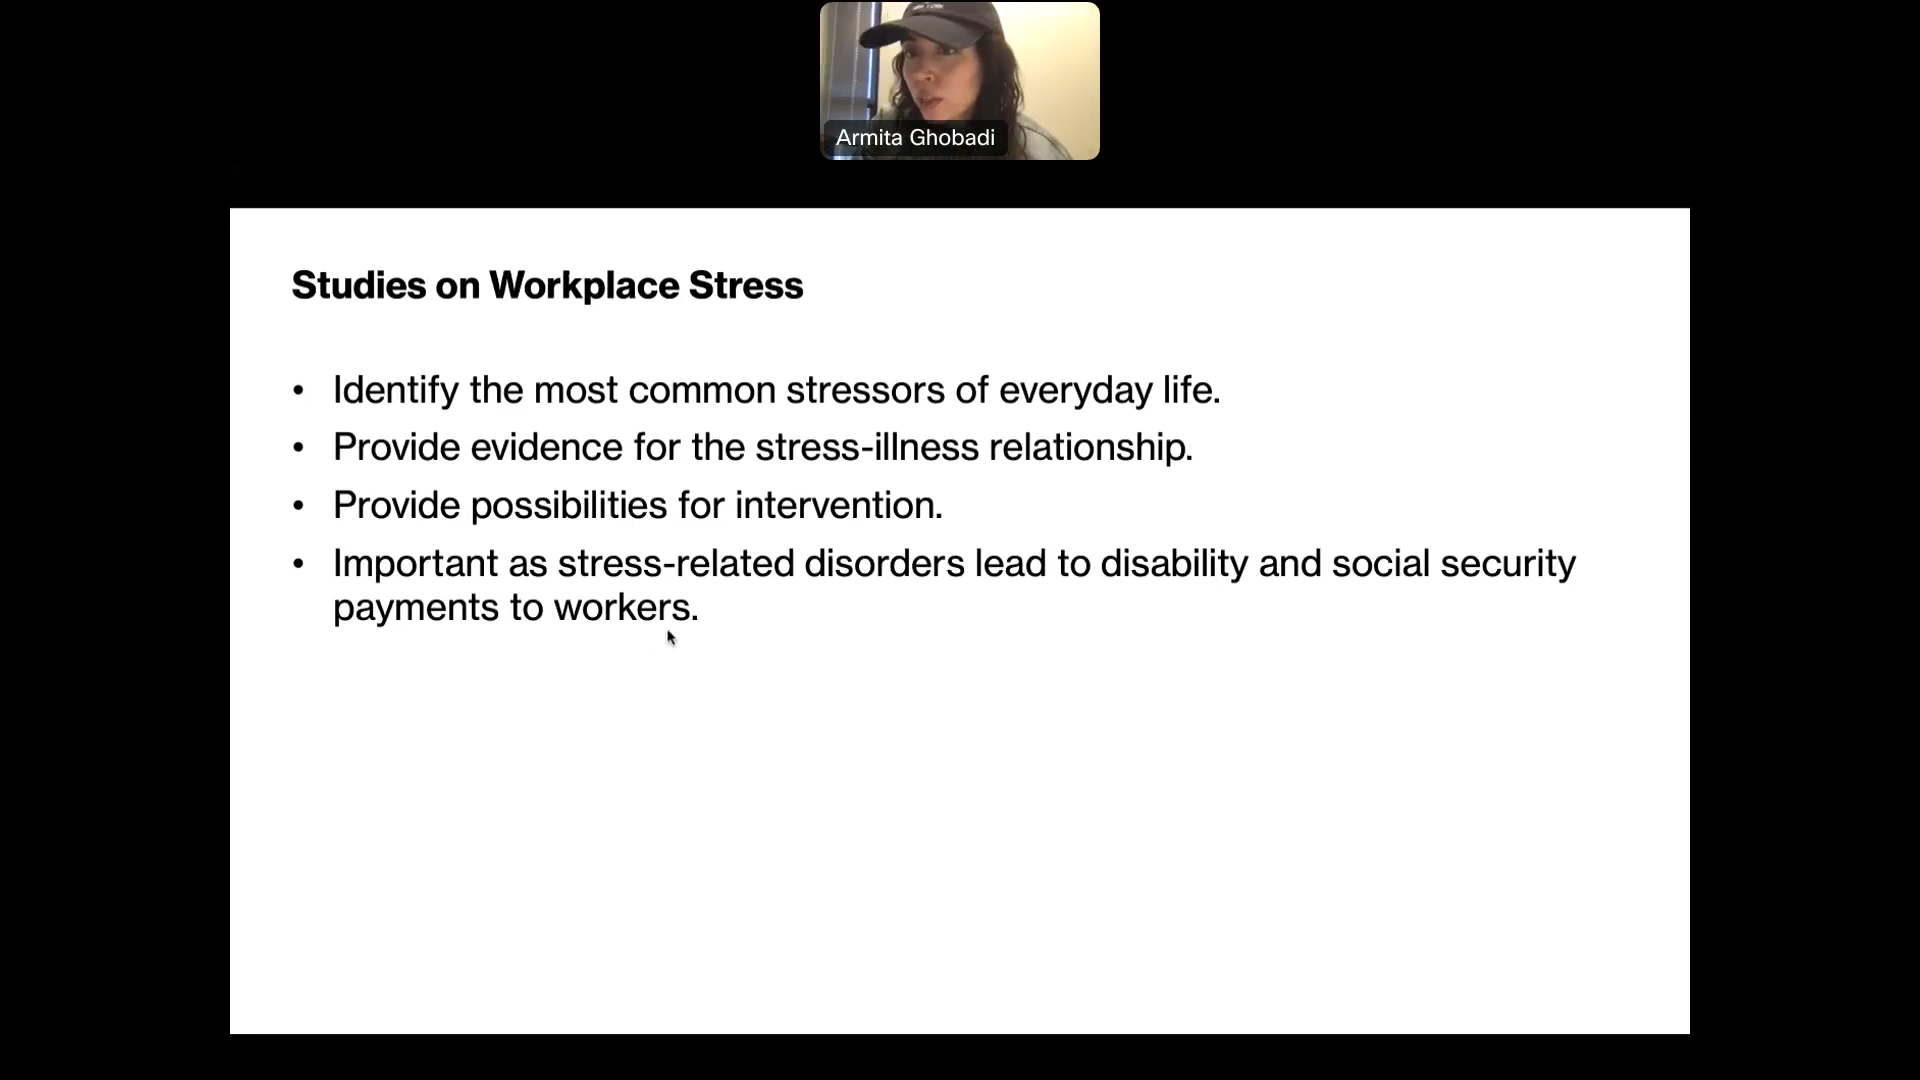 Armita Ghobadi
Studies on Workplace Stress
• Identify the most common stressors of everyday life.
• Provide evidence for the stress-illness relationship.
• Provide possibilities for intervention.
• Important as stress-related disorders lead to disability and social security
payments to workers.